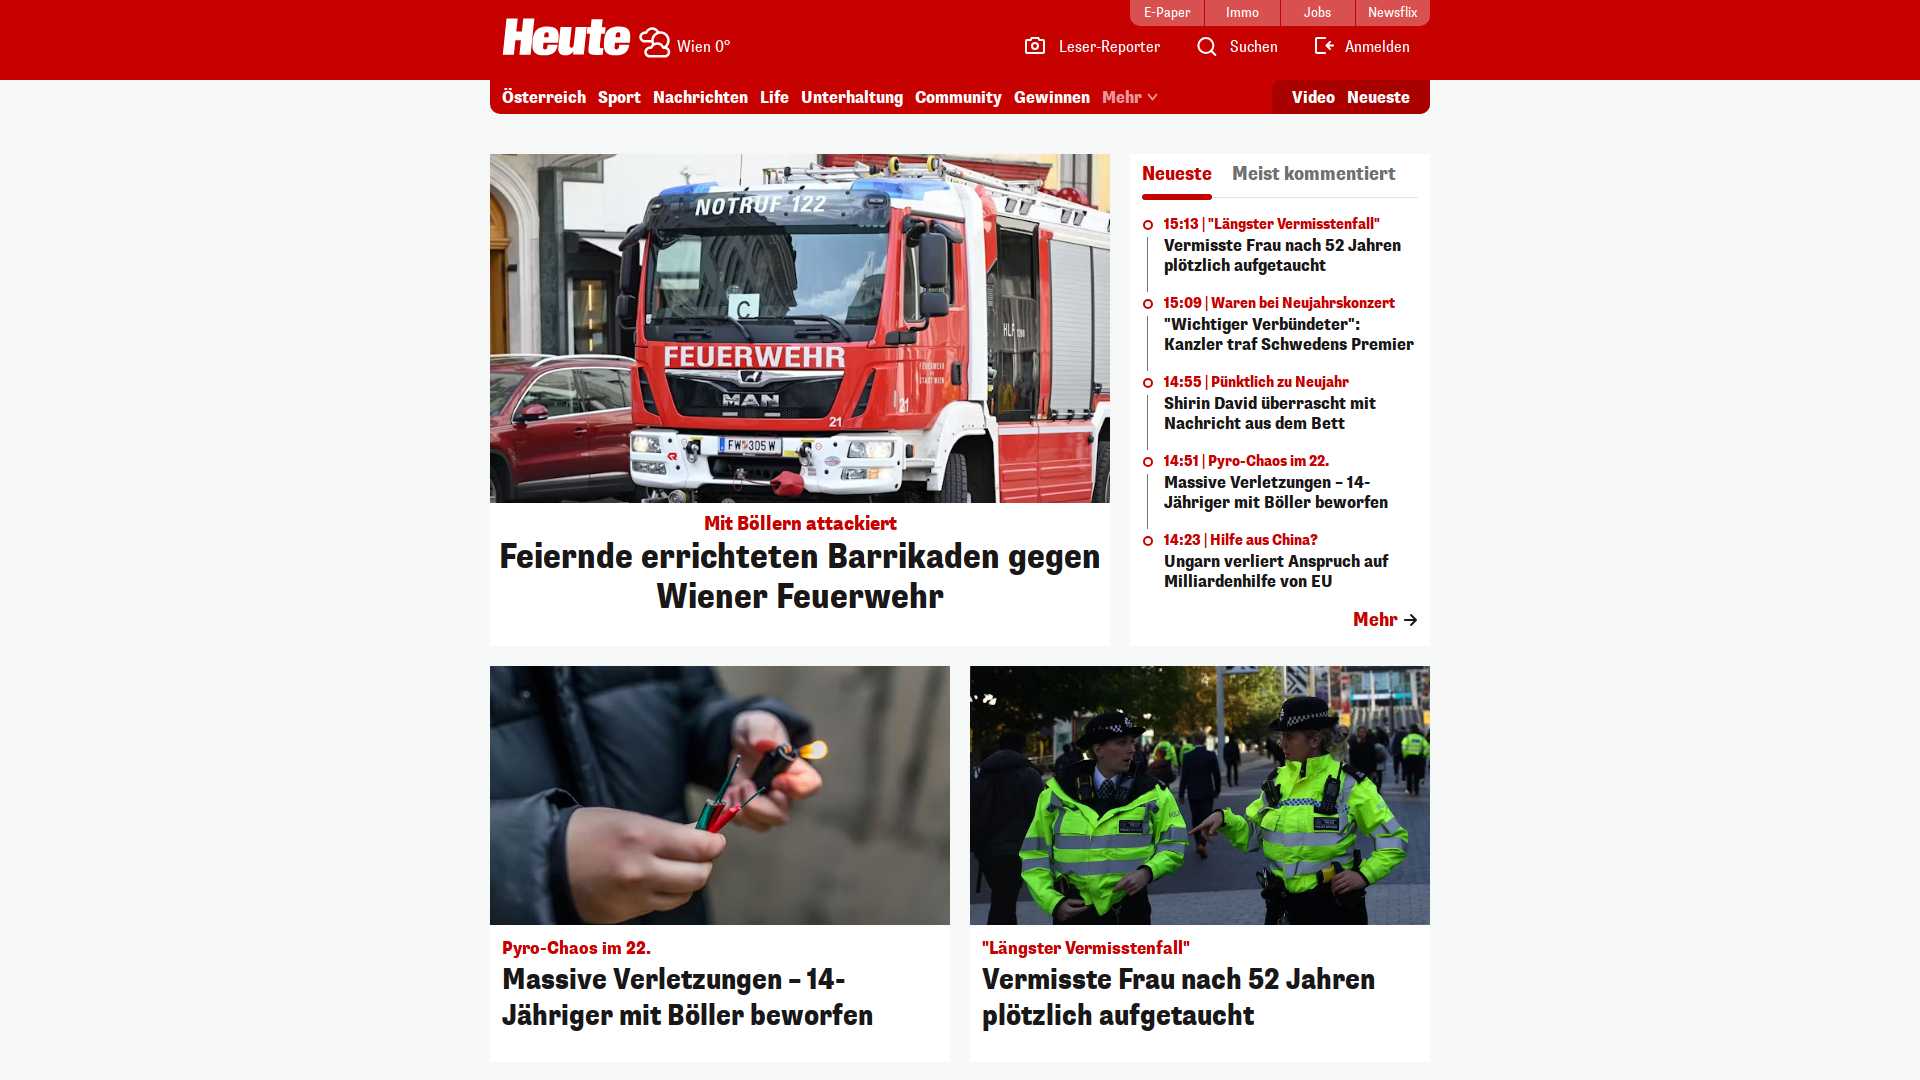 E-Paper
Immo
Jobs
Newsflix
Heute
Wien 0°
Leser-Reporter
Suchen
Anmelden
Österreich
Sport
Nachrichten
Life
Unterhaltung
Community
Gewinnen
Mehr
Video
Neueste
NOTRUF 122
C
FEUERWEHR
MAN
21
21
FW 305 W
HLF
Mit Böllern attackiert
Feiernde errichteten Barrikaden gegen
Wiener Feuerwehr
Neueste
Meist kommentiert
15:13 | "Längster Vermisstenfall"
Vermisste Frau nach 52 Jahren
plötzlich aufgetaucht
15:09 | Waren bei Neujahrskonzert
"Wichtiger Verbündeter":
Kanzler traf Schwedens Premier
14:55 | Pünktlich zu Neujahr
Shirin David überrascht mit
Nachricht aus dem Bett
14:51 | Pyro-Chaos im 22.
Massive Verletzungen – 14-
Jähriger mit Böller beworfen
14:23 | Hilfe aus China?
Ungarn verliert Anspruch auf
Milliardenhilfe von EU
Mehr
Pyro-Chaos im 22.
Massive Verletzungen – 14-
Jähriger mit Böller beworfen
"Längster Vermisstenfall"
Vermisste Frau nach 52 Jahren
plötzlich aufgetaucht